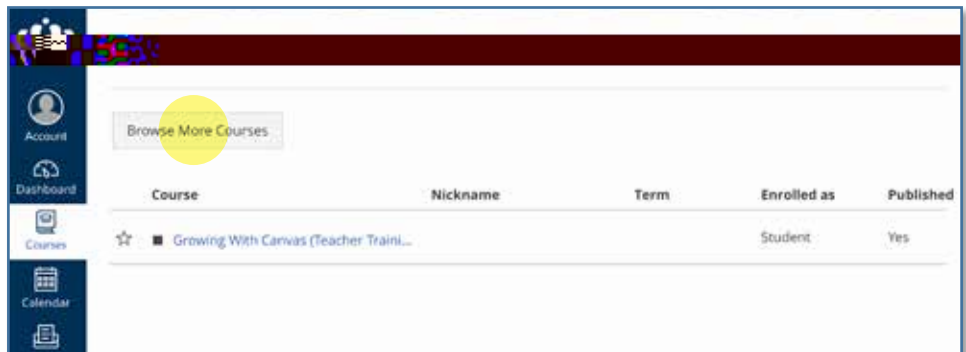 Account
Dashboard
Courses
Calendar
Browse More Courses
Course Nickname Term Enrolled as Published
Growing With Canvas (Teacher Traini... Student Yes